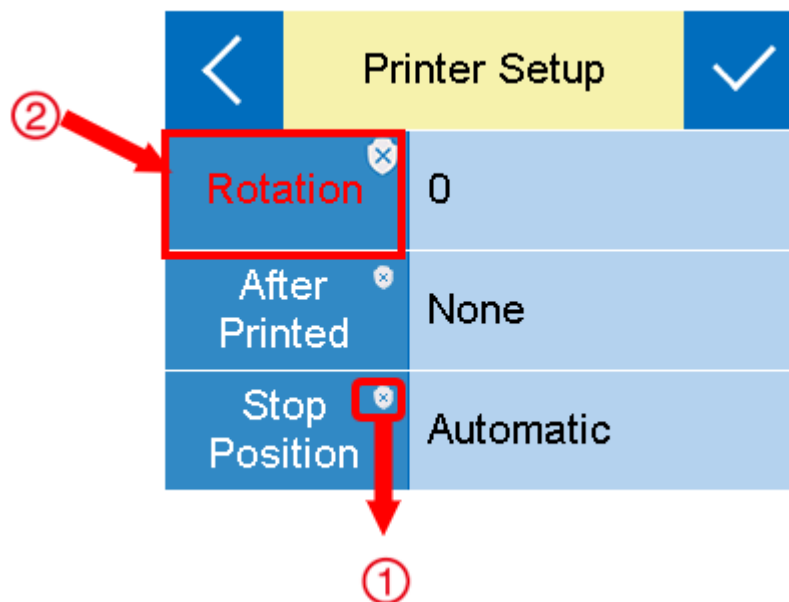 Printer Setup
②
Rotation
0
After
Printed
None
Stop
Position
Automatic
①